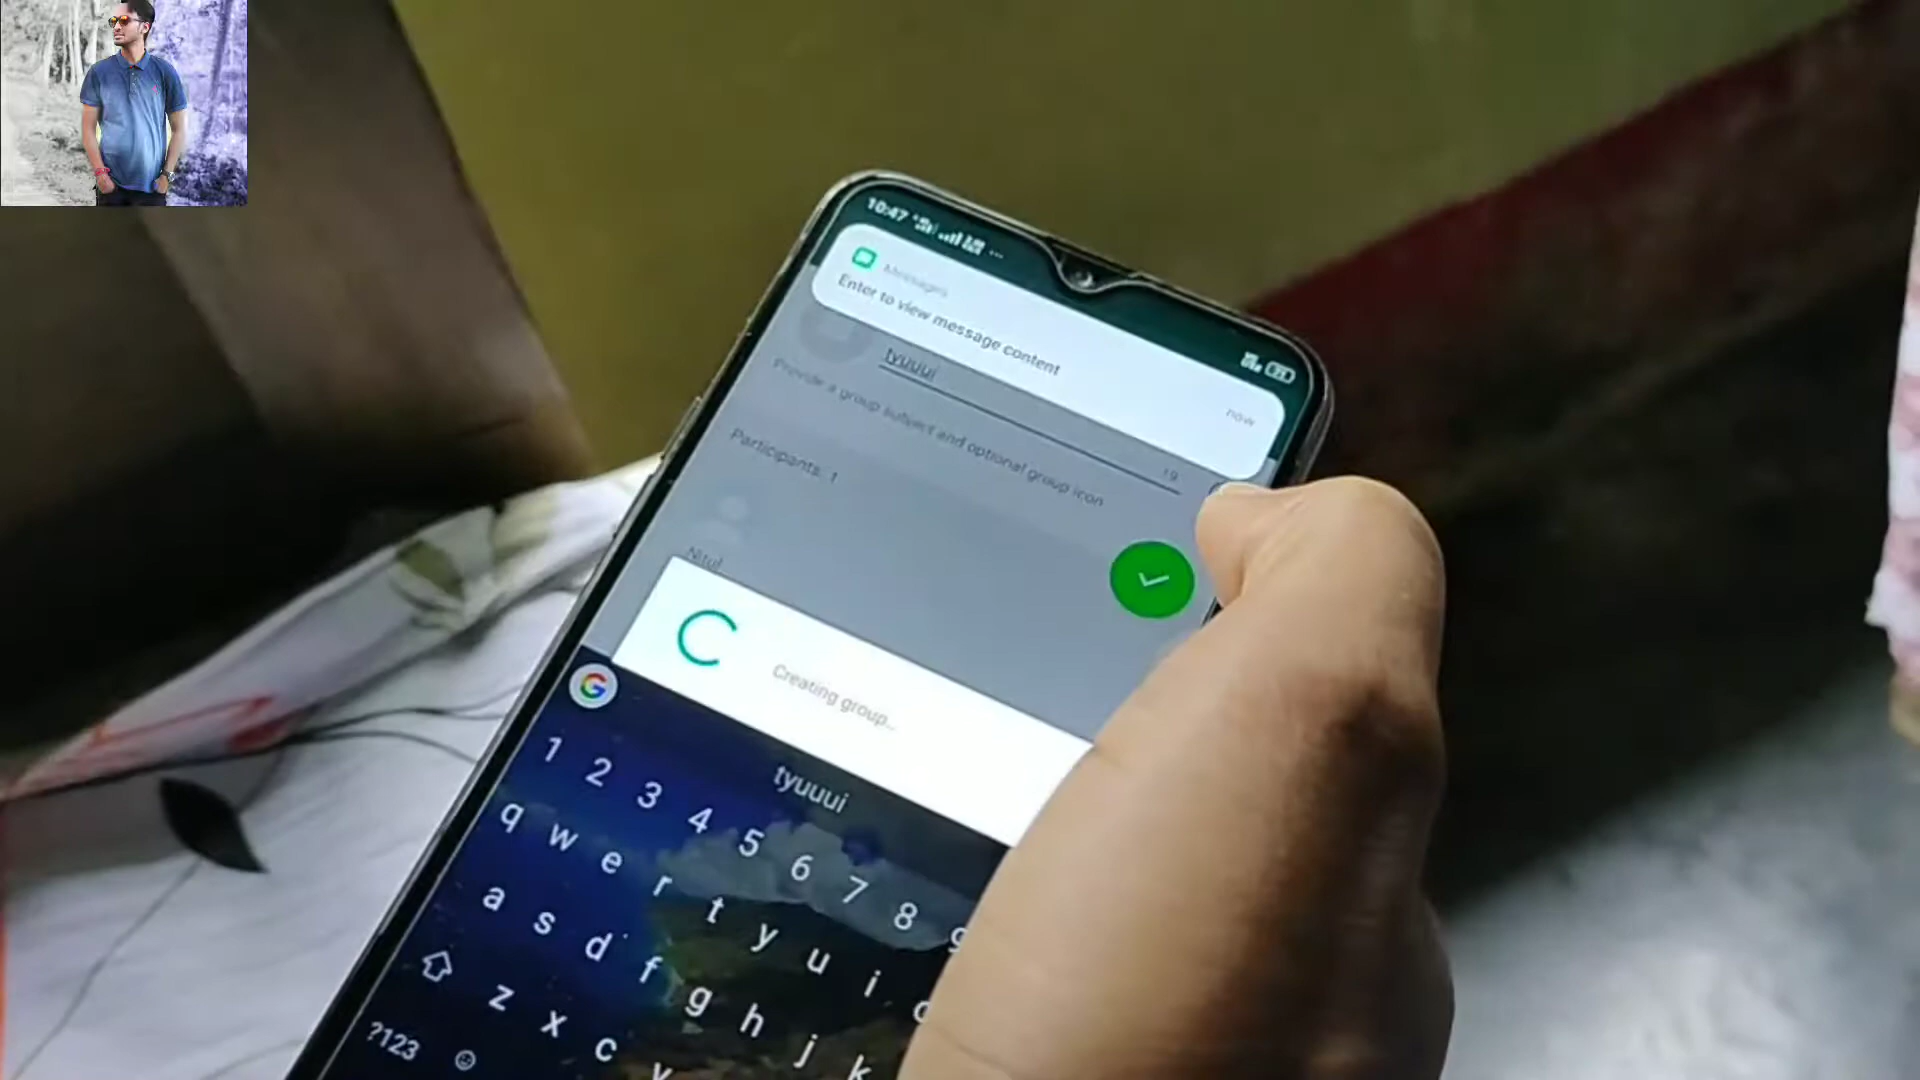 10:47
Messages
now
Enter to view message content
tyuuui
19
Provide a group subject and optional group icon
Participants: 1
Nitul
Creating group...
G
tyuuui
1 2 3 4 5 6 7 8
q w e r t y u i
a s d f g h j k
z x c v
?123